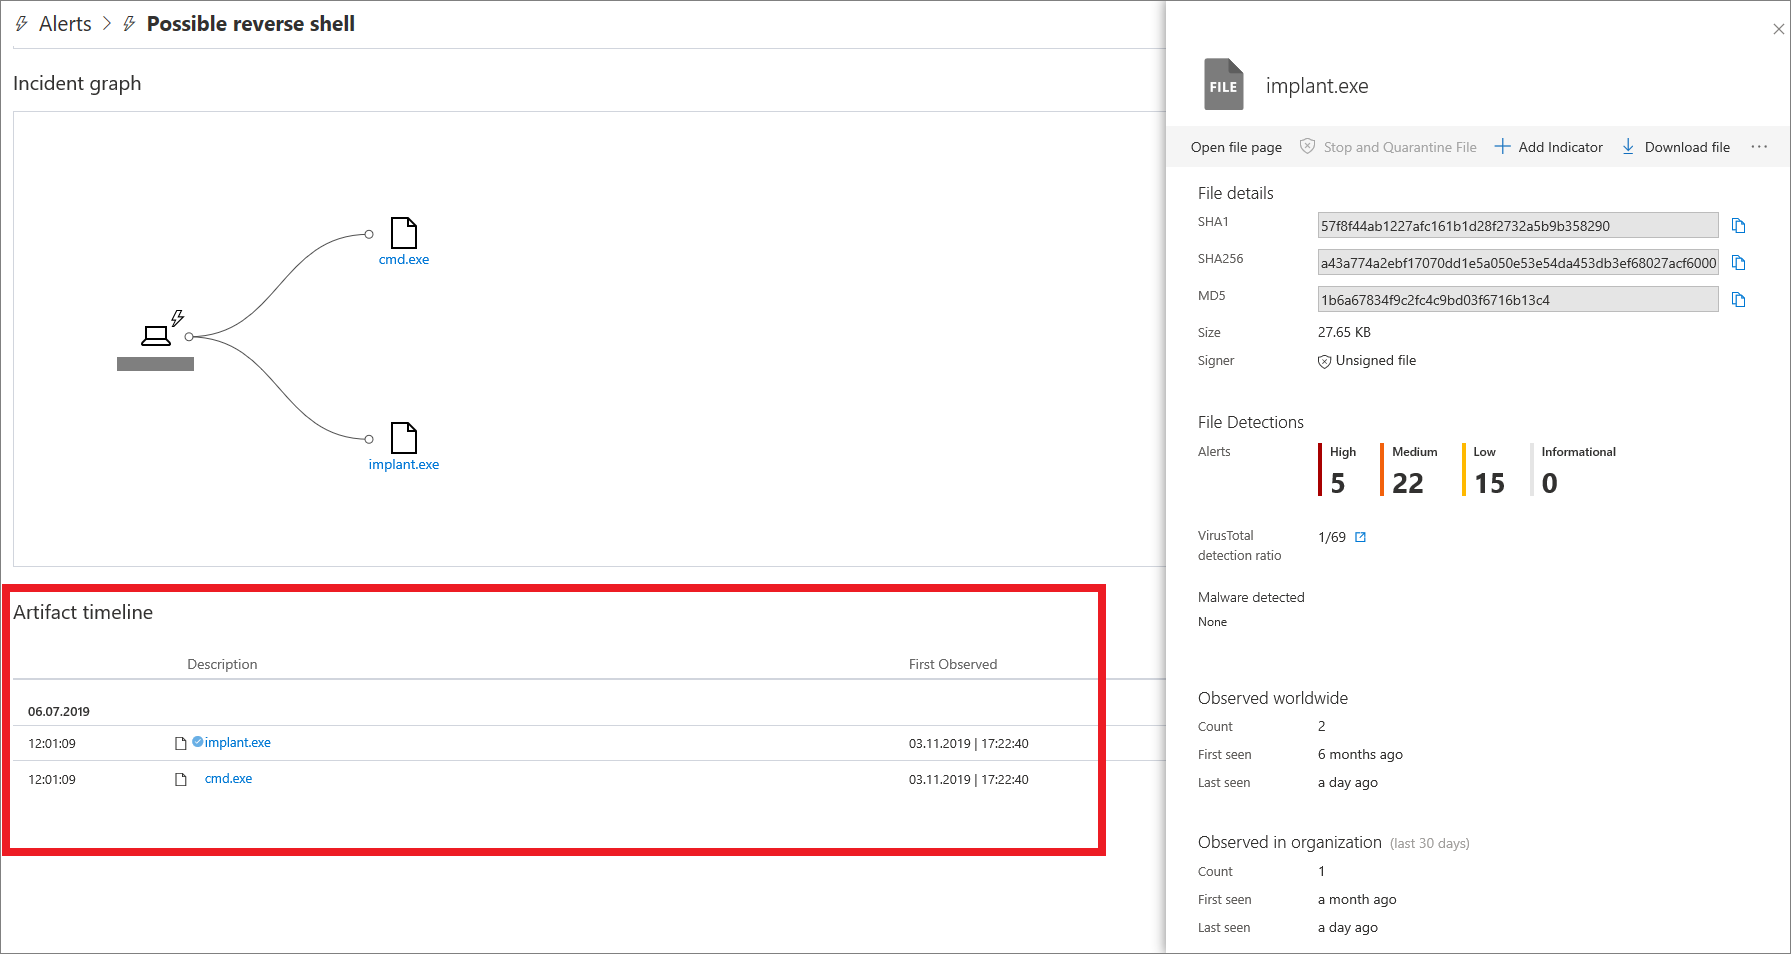 Alerts > Possible reverse shell
Incident graph
cmd.exe
implant.exe
Artifact timeline
Description First Observed
06.07.2019
12:01:09 implant.exe 03.11.2019 | 17:22:40
12:01:09 cmd.exe 03.11.2019 | 17:22:40
FILE implant.exe
Open file page Stop and Quarantine File Add Indicator Download file ...
File details
SHA1 57f8f44ab1227afc161b1d28f2732a5b9b358290
SHA256 a43a774a2ebf17070dd1e5a050e53e54da453db3ef68027acf6000
MD5 1b6a67834f9c2fc4c9bd03f6716b13c4
Size 27.65 KB
Signer Unsigned file
File Detections
Alerts High Medium Low Informational
5 22 15 0
VirusTotal
detection ratio 1/69
Malware detected
None
Observed worldwide
Count 2
First seen 6 months ago
Last seen a day ago
Observed in organization (last 30 days)
Count 1
First seen a month ago
Last seen a day ago